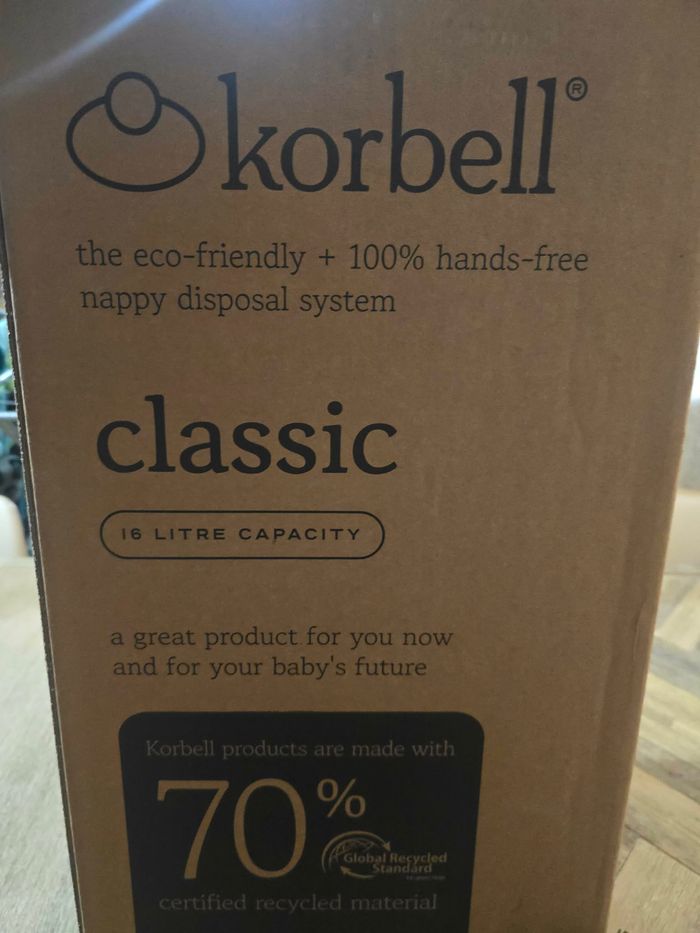 korbell®
the eco-friendly + 100% hands-free
nappy disposal system
classic
16 LITRE CAPACITY
a great product for you now
and for your baby's future
Korbell products are made with
70%
Global Recycled
Standard
certified recycled material